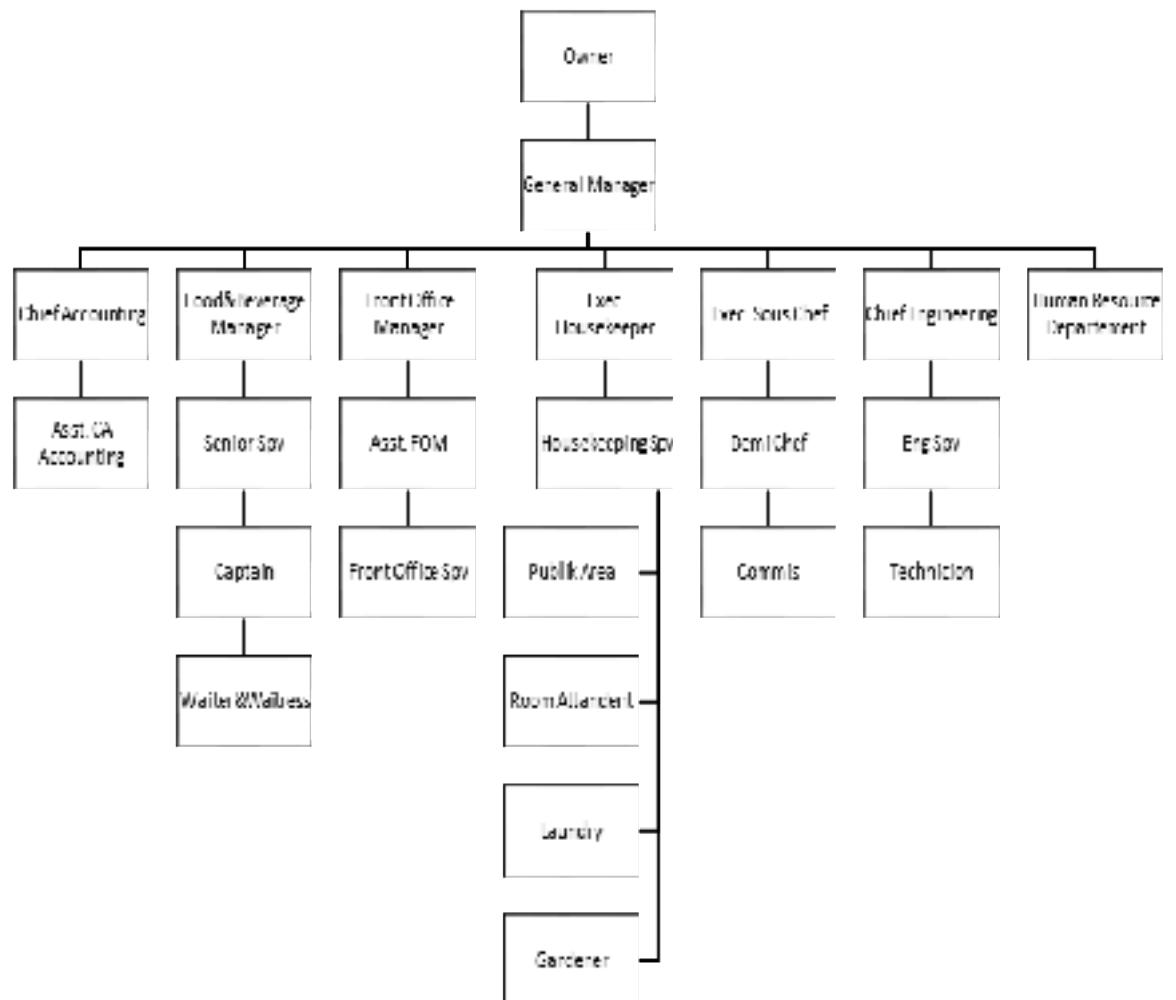 Owner
General Manager
Chief Accounting
Food&Beverage
Manager
Front Office
Manager
Exec
Housekeeper
Exec. Sous Chef
Chief Engineering
Human Resource
Departement
Asst. CA
Accounting
Senior Spv
Asst. FOM
Housekeeping Spv
Demi Chef
Eng Spv
Captain
Front Office Spv
Publik Area
Commis
Technicion
Waiter&Waitress
Room Attandent
Laundry
Gardener